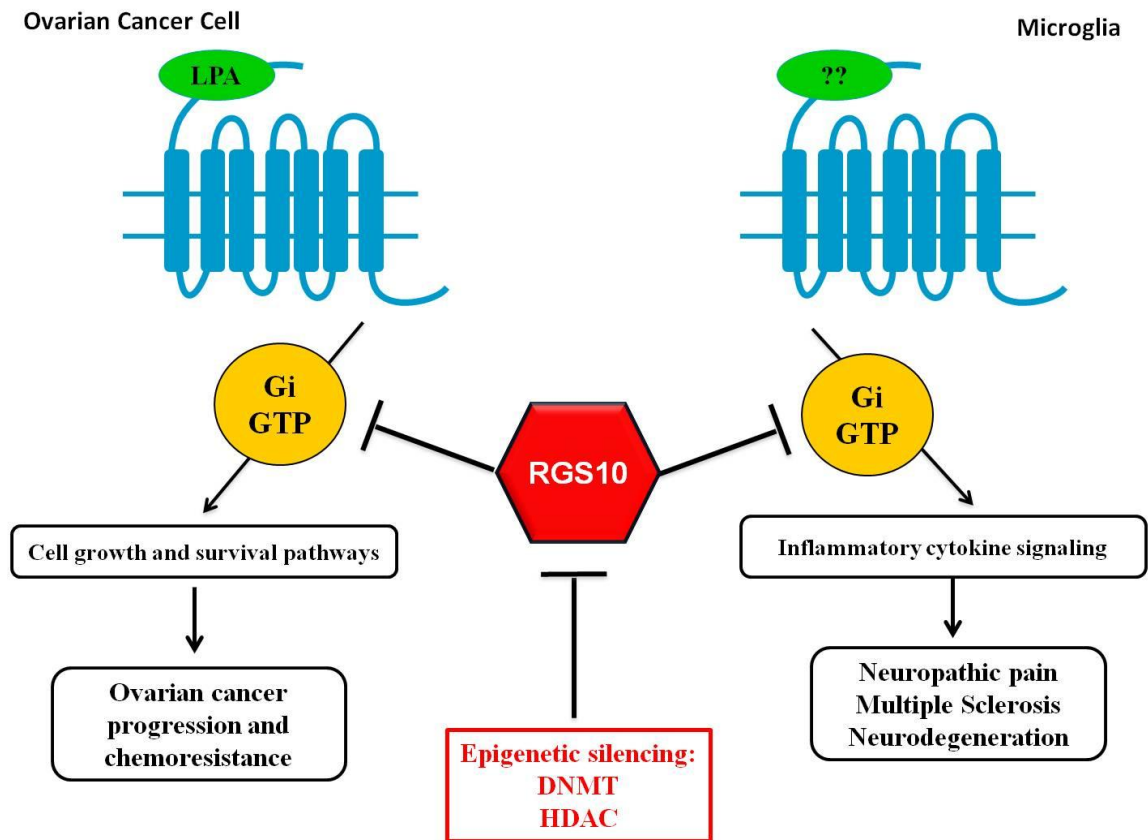 Ovarian Cancer Cell
Microglia
LPA
??
Gi
GTP
Gi
GTP
RGS10
Cell growth and survival pathways
Inflammatory cytokine signaling
Ovarian cancer
progression and
chemoresistance
Neuropathic pain
Multiple Sclerosis
Neurodegeneration
Epigenetic silencing:
DNMT
HDAC